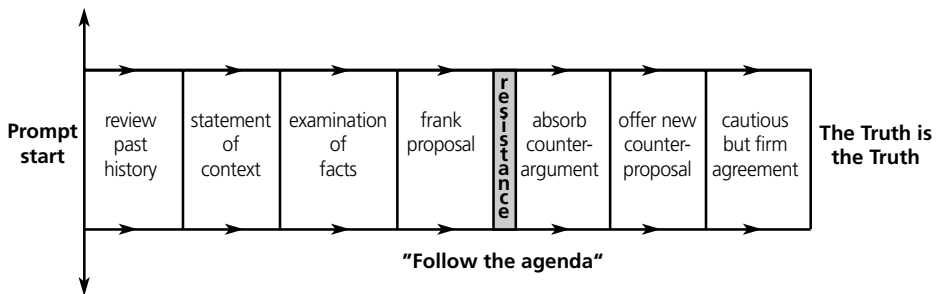 Prompt
start
review
past
history
statement
of
context
examination
of
facts
frank
proposal
resistance
absorb
counter-
argument
offer new
counter-
proposal
cautious
but firm
agreement
The Truth is
the Truth
"Follow the agenda“